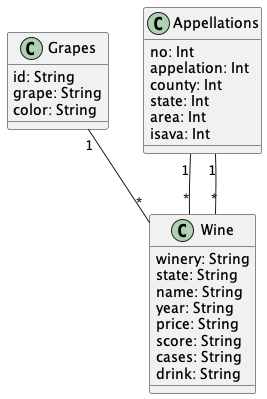 C Grapes
id: String
grape: String
color: String
C Appellations
no: Int
appelation: Int
county: Int
state: Int
area: Int
isava: Int
1
1
1
*
*
*
C Wine
winery: String
state: String
name: String
year: String
price: String
score: String
cases: String
drink: String